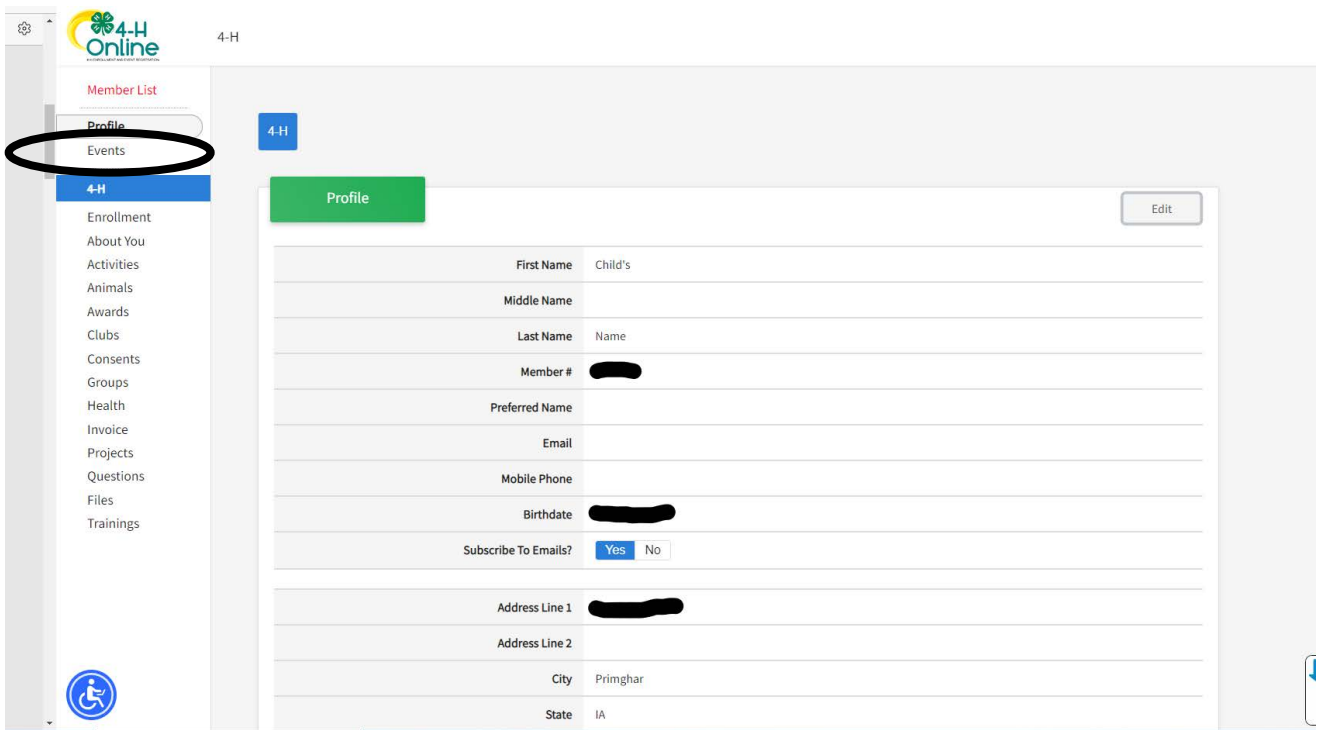 4-H
Online
4-H
Member List
Profile
Events
4-H
Enrollment
About You
Activities
Animals
Awards
Clubs
Consents
Groups
Health
Invoice
Projects
Questions
Files
Trainings
4-H
Profile
Edit
First Name Child's
Middle Name
Last Name Name
Member #
Preferred Name
Email
Mobile Phone
Birthdate
Subscribe To Emails? Yes No
Address Line 1
Address Line 2
City Primghar
State IA